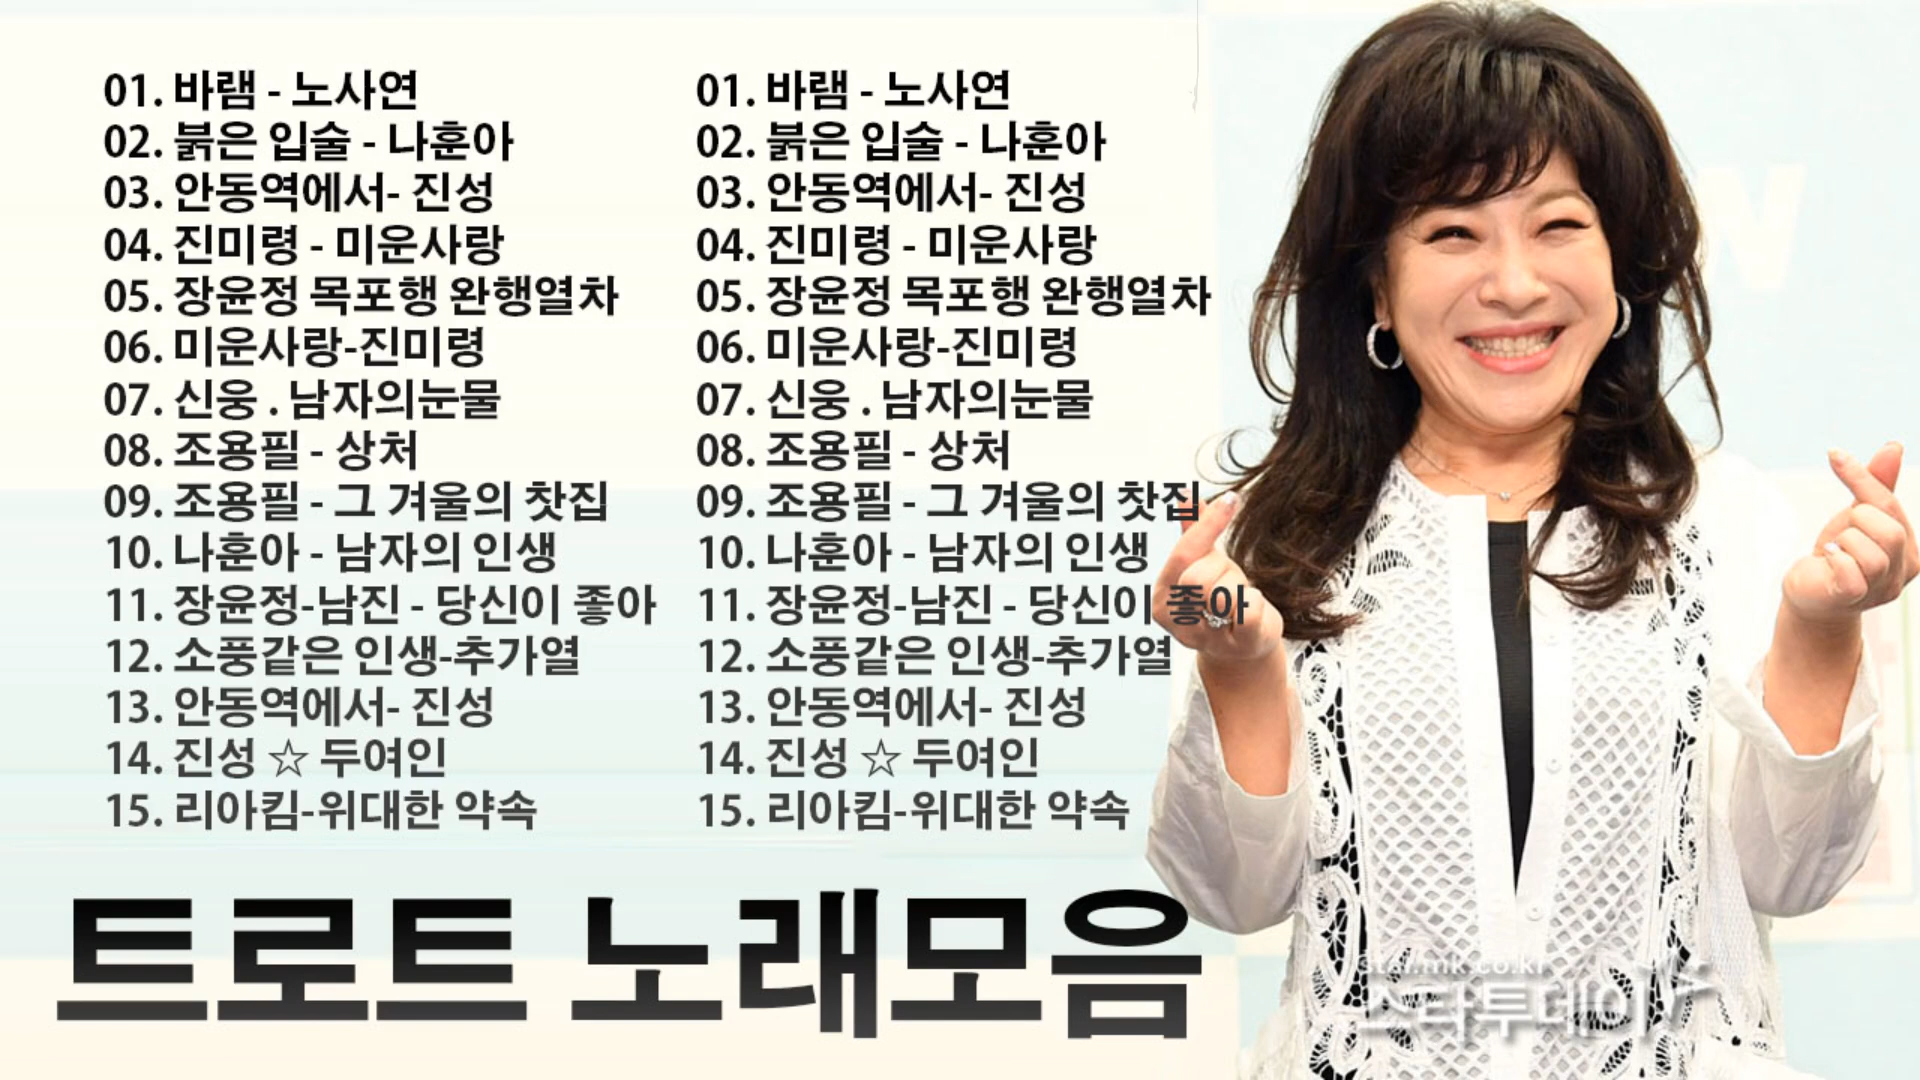 01. 바램 - 노사연
02. 붉은 입술 - 나훈아
03. 안동역에서- 진성
04. 진미령 - 미운사랑
05. 장윤정 목포행 완행열차
06. 미운사랑-진미령
07. 신웅 . 남자의눈물
08. 조용필 - 상처
09. 조용필 - 그 겨울의 찻집
10. 나훈아 - 남자의 인생
11. 장윤정-남진 - 당신이 좋아
12. 소풍같은 인생-추가열
13. 안동역에서- 진성
14. 진성 ☆ 두여인
15. 리아킴-위대한 약속
01. 바램 - 노사연
02. 붉은 입술 - 나훈아
03. 안동역에서- 진성
04. 진미령 - 미운사랑
05. 장윤정 목포행 완행열차
06. 미운사랑-진미령
07. 신웅 . 남자의눈물
08. 조용필 - 상처
09. 조용필 - 그 겨울의 찻집
10. 나훈아 - 남자의 인생
11. 장윤정-남진 - 당신이 좋아
12. 소풍같은 인생-추가열
13. 안동역에서- 진성
14. 진성 ☆ 두여인
15. 리아킴-위대한 약속
트로트 노래모음
W
star.mk.co.kr
스타투데이